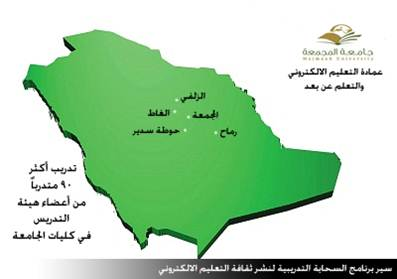 جامعة المجمعة
Majmaah University
عمادة التعليم الالكتروني
والتعلم عن بعد
الزلفي
الغاط
المجمعة
حوطة سدير
رماح
تدريب أكثر
٩٠ متدرباً
من أعضاء هيئة
التدريس
في كليات الجامعة
سير برنامج السحابة التدريبية لنشر ثقافة التعليم الالكتروني